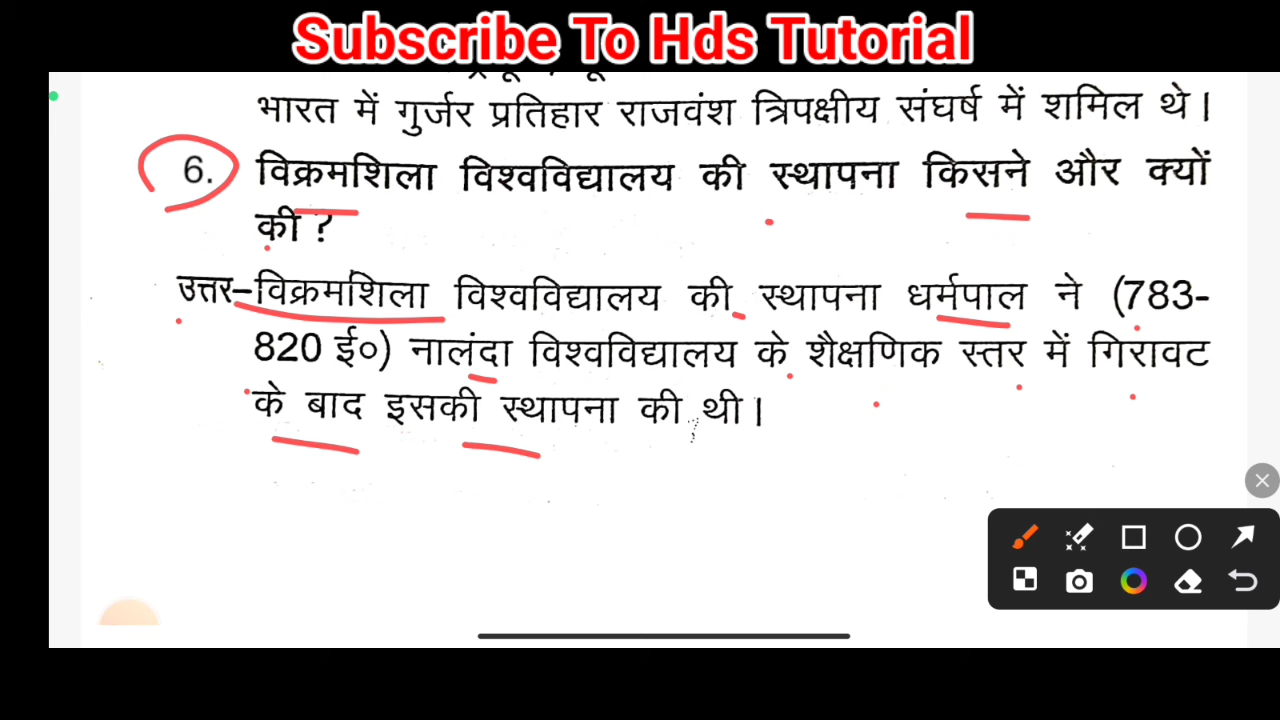 Subscribe To Hds Tutorial
भारत में गुर्जर प्रतिहार राजवंश त्रिपक्षीय संघर्ष में शमिल थे।
6. विक्रमशिला विश्वविद्यालय की स्थापना किसने और क्यों
की ?
उत्तर–विक्रमशिला विश्वविद्यालय की स्थापना धर्मपाल ने (783-
820 ई०) नालंदा विश्वविद्यालय के शैक्षणिक स्तर में गिरावट
के बाद इसकी स्थापना की थी।